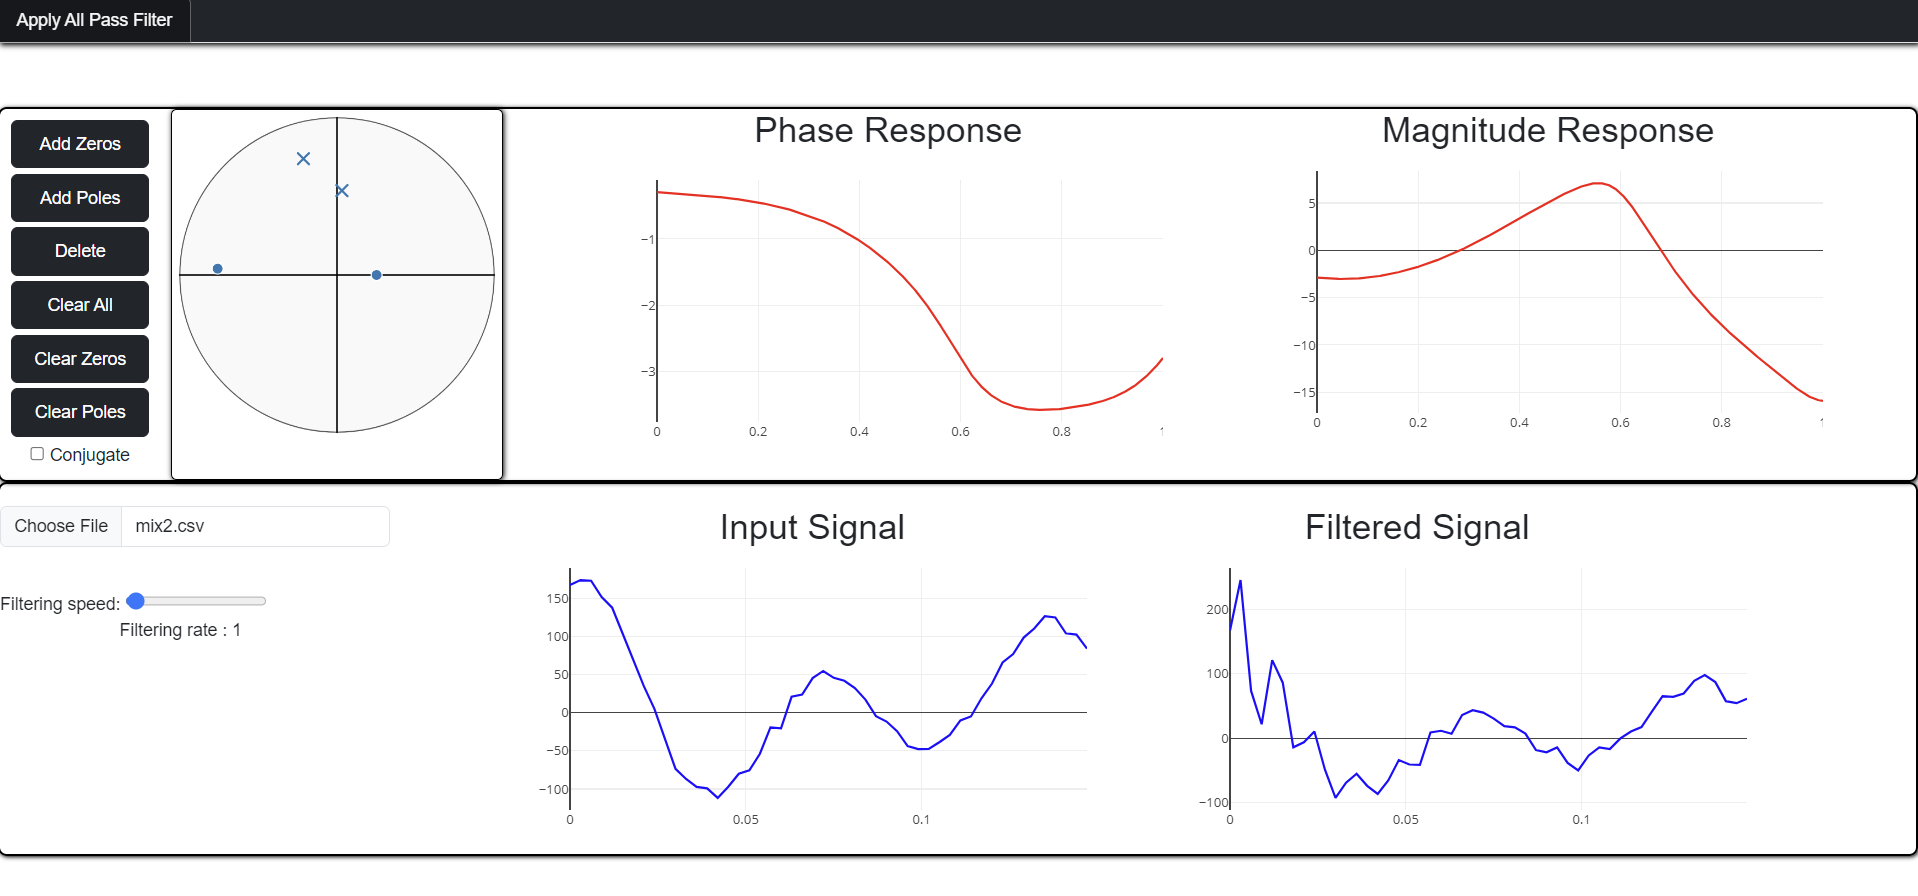 Apply All Pass Filter
Add Zeros
Add Poles
Delete
Clear All
Clear Zeros
Clear Poles
Conjugate
Phase Response
−1
−2
−3
0 0.2 0.4 0.6 0.8 1
Magnitude Response
5
0
−5
−10
−15
0 0.2 0.4 0.6 0.8 1
Choose File mix2.csv
Filtering speed:
Filtering rate : 1
Input Signal
150
100
50
0
−50
−100
0 0.05 0.1
Filtered Signal
200
100
0
−100
0 0.05 0.1